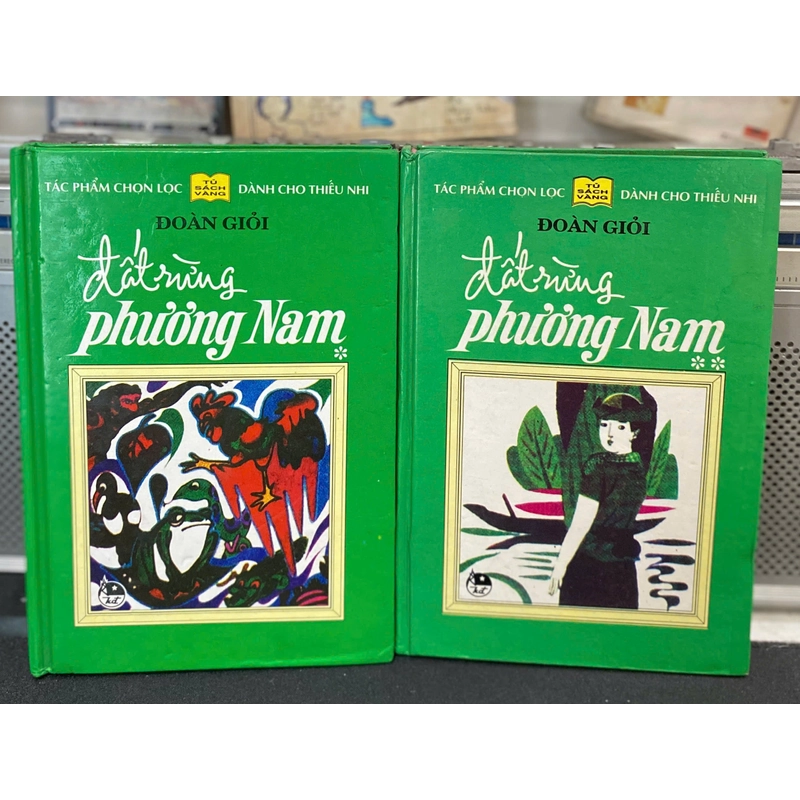 TÁC PHẨM CHỌN LỌC TỦ SÁCH VÀNG DÀNH CHO THIẾU NHI
ĐOÀN GIỎI
đất rừng
phương Nam
*
TÁC PHẨM CHỌN LỌC TỦ SÁCH VÀNG DÀNH CHO THIẾU NHI
ĐOÀN GIỎI
đất rừng
phương Nam
**